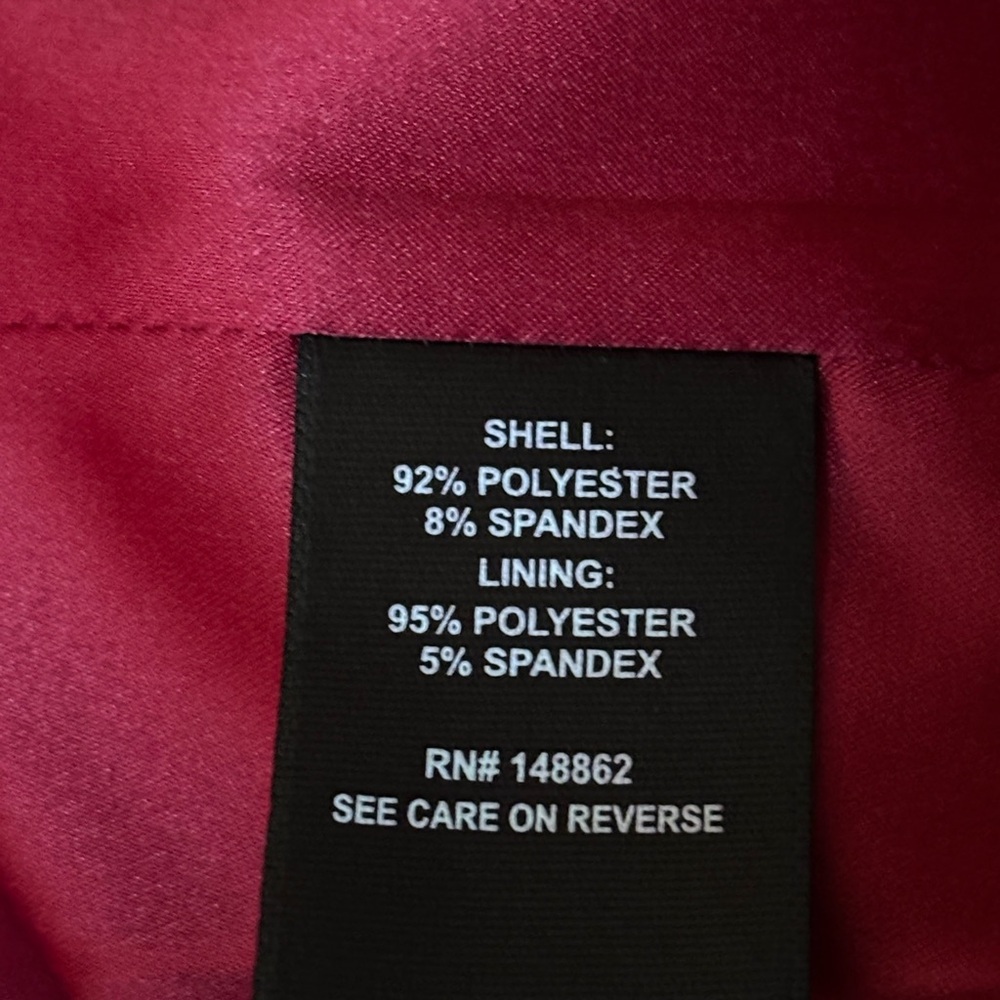 SHELL:
92% POLYESTER
8% SPANDEX
LINING:
95% POLYESTER
5% SPANDEX
RN# 148862
SEE CARE ON REVERSE